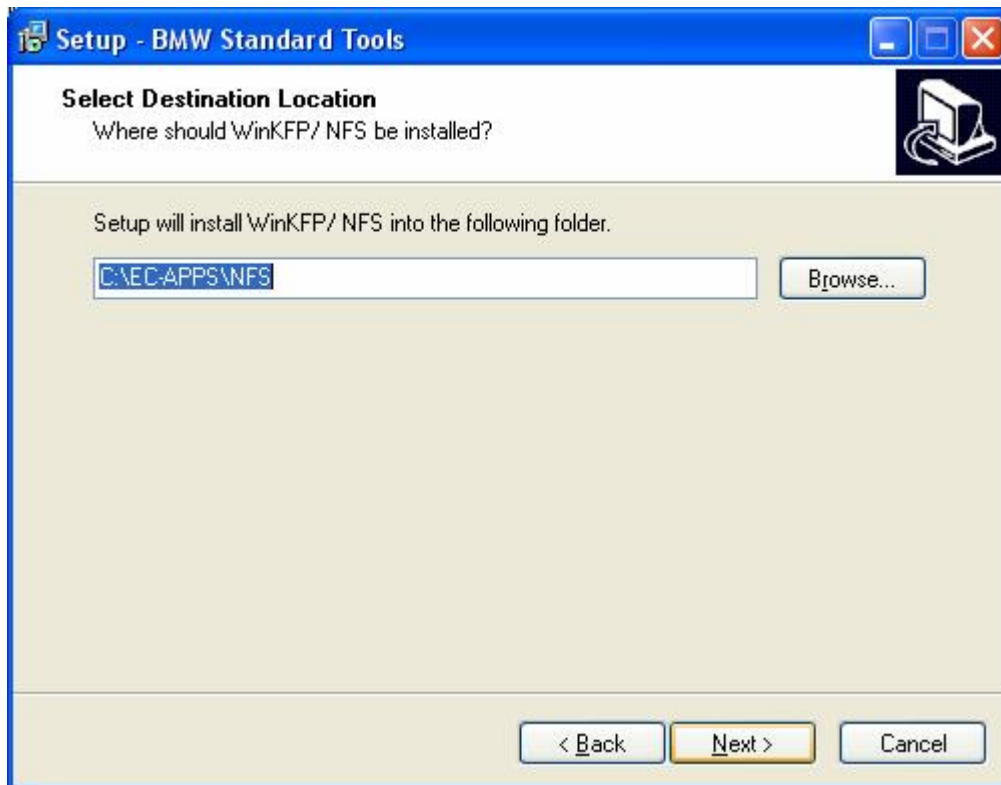 Setup - BMW Standard Tools
Select Destination Location
Where should WinKFP/ NFS be installed?
Setup will install WinKFP/ NFS into the following folder.
C:\EC-APPS\NFS
Browse...
< Back
Next >
Cancel